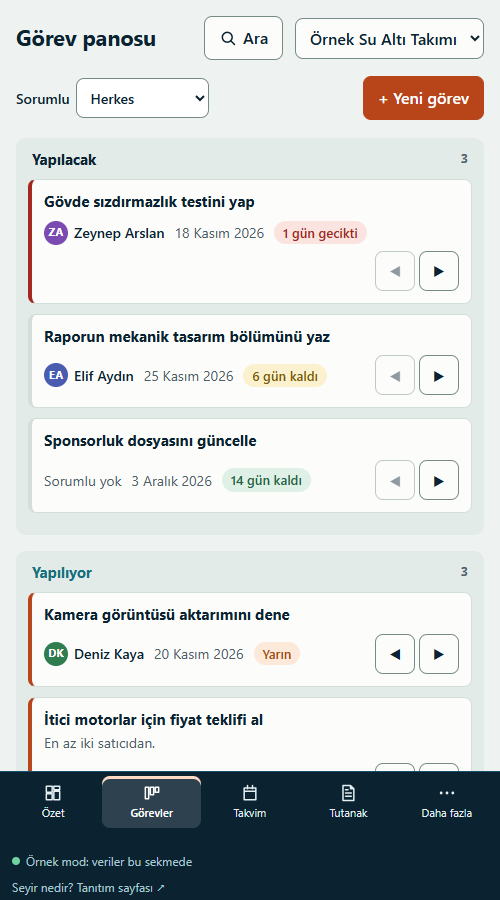 Görev panosu
Ara
Örnek Su Altı Takımı
Sorumlu
Herkes
+ Yeni görev
Yapılacak 3
Gövde sızdırmazlık testini yap
ZA Zeynep Arslan 18 Kasım 2026 1 gün gecikti
◀ ▶
Raporun mekanik tasarım bölümünü yaz
EA Elif Aydın 25 Kasım 2026 6 gün kaldı ◀ ▶
Sponsorluk dosyasını güncelle
Sorumlu yok 3 Aralık 2026 14 gün kaldı ◀ ▶
Yapılıyor 3
Kamera görüntüsü aktarımını dene
DK Deniz Kaya 20 Kasım 2026 Yarın ◀ ▶
İtici motorlar için fiyat teklifi al
En az iki satıcıdan.
Özet Görevler Takvim Tutanak Daha fazla
Örnek mod: veriler bu sekmede
Seyir nedir? Tanıtım sayfası ↗